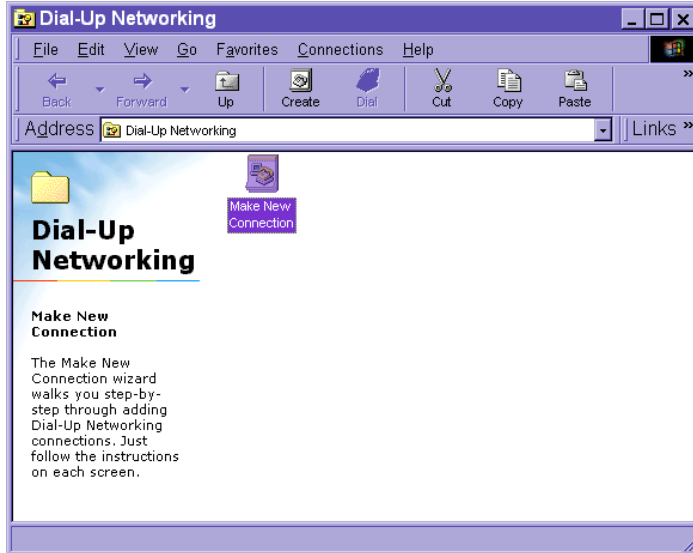 Dial-Up Networking
File Edit View Go Favorites Connections Help
Back Forward Up Create Dial Cut Copy Paste »
Address Dial-Up Networking Links »
Make New
Connection
Dial-Up
Networking
Make New
Connection
The Make New
Connection wizard
walks you step-by-
step through adding
Dial-Up Networking
connections. Just
follow the instructions
on each screen.